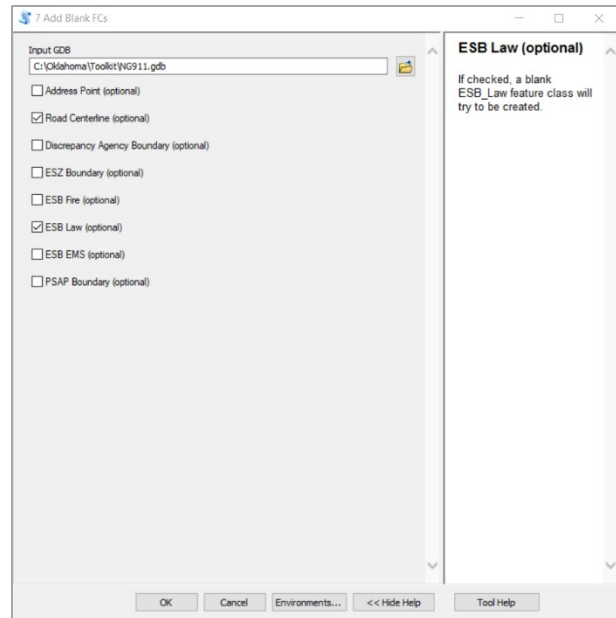 7 Add Blank FCs
Input GDB
C:\Oklahoma\Toolkit\NG911.gdb
Address Point (optional)
Road Centerline (optional)
Discrepancy Agency Boundary (optional)
ESZ Boundary (optional)
ESB Fire (optional)
ESB Law (optional)
ESB EMS (optional)
PSAP Boundary (optional)
ESB Law (optional)
If checked, a blank
ESB_Law feature class will
try to be created.
OK
Cancel
Environments...
<< Hide Help
Tool Help